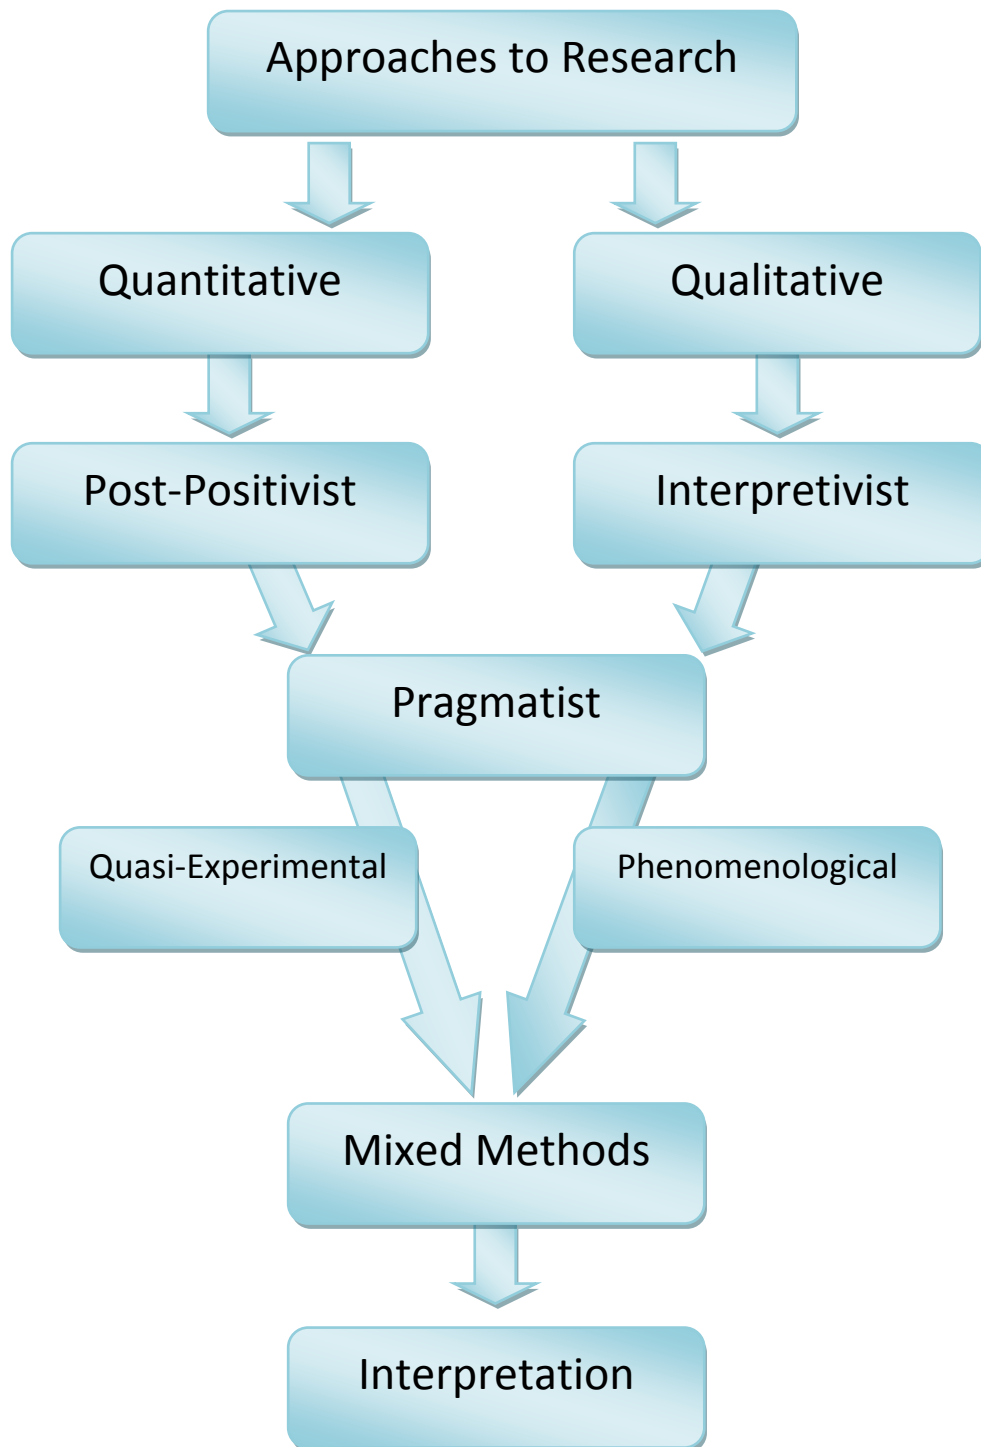 Approaches to Research
Quantitative
Qualitative
Post-Positivist
Interpretivist
Pragmatist
Quasi-Experimental
Phenomenological
Mixed Methods
Interpretation